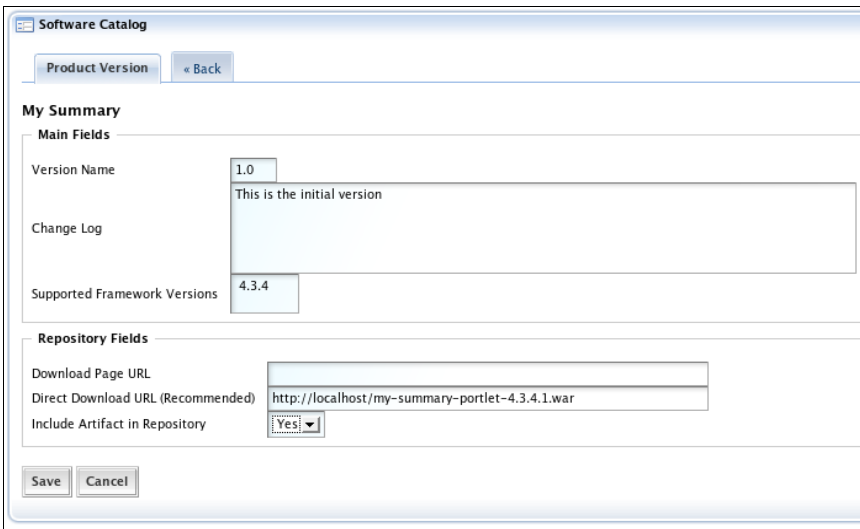 Software Catalog
Product Version
« Back
My Summary
Main Fields
Version Name
1.0
Change Log
This is the initial version
Supported Framework Versions
4.3.4
Repository Fields
Download Page URL
Direct Download URL (Recommended)
http://localhost/my-summary-portlet-4.3.4.1.war
Include Artifact in Repository
Yes
Save
Cancel